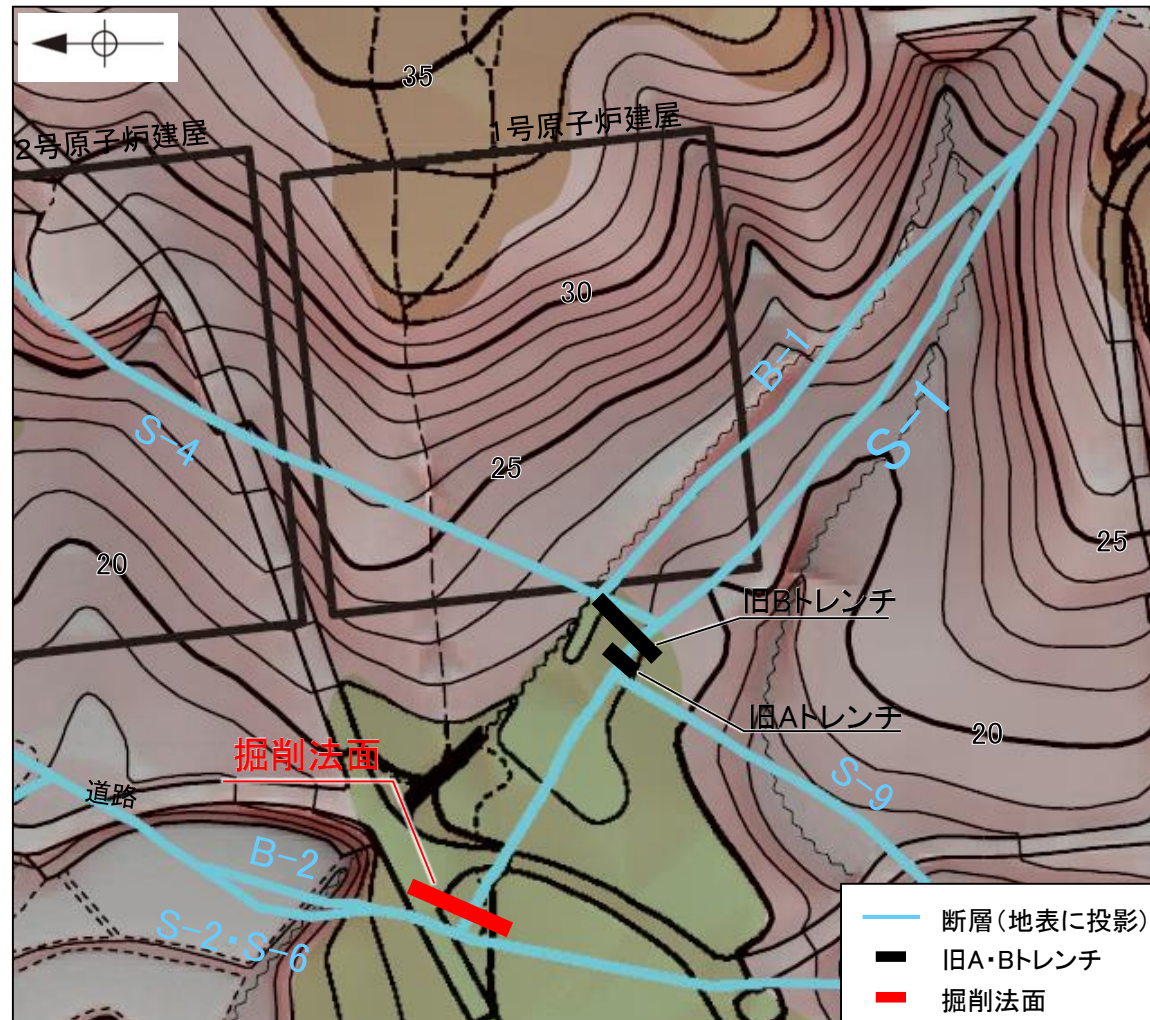 35
2号原子炉建屋
1号原子炉建屋
30
B-1
S-4
S-1
25
25
20
旧Bトレンチ
旧Aトレンチ
20
掘削法面
S-9
道路
B-2
S-2・S-6
断層(地表に投影)
旧A・Bトレンチ
掘削法面